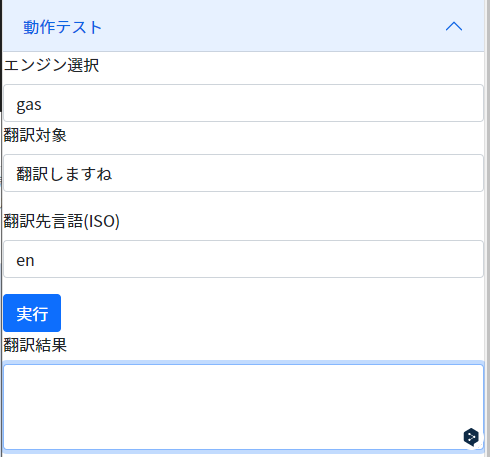 動作テスト
エンジン選択
gas
翻訳対象
翻訳しますね
翻訳先言語(ISO)
en
実行
翻訳結果